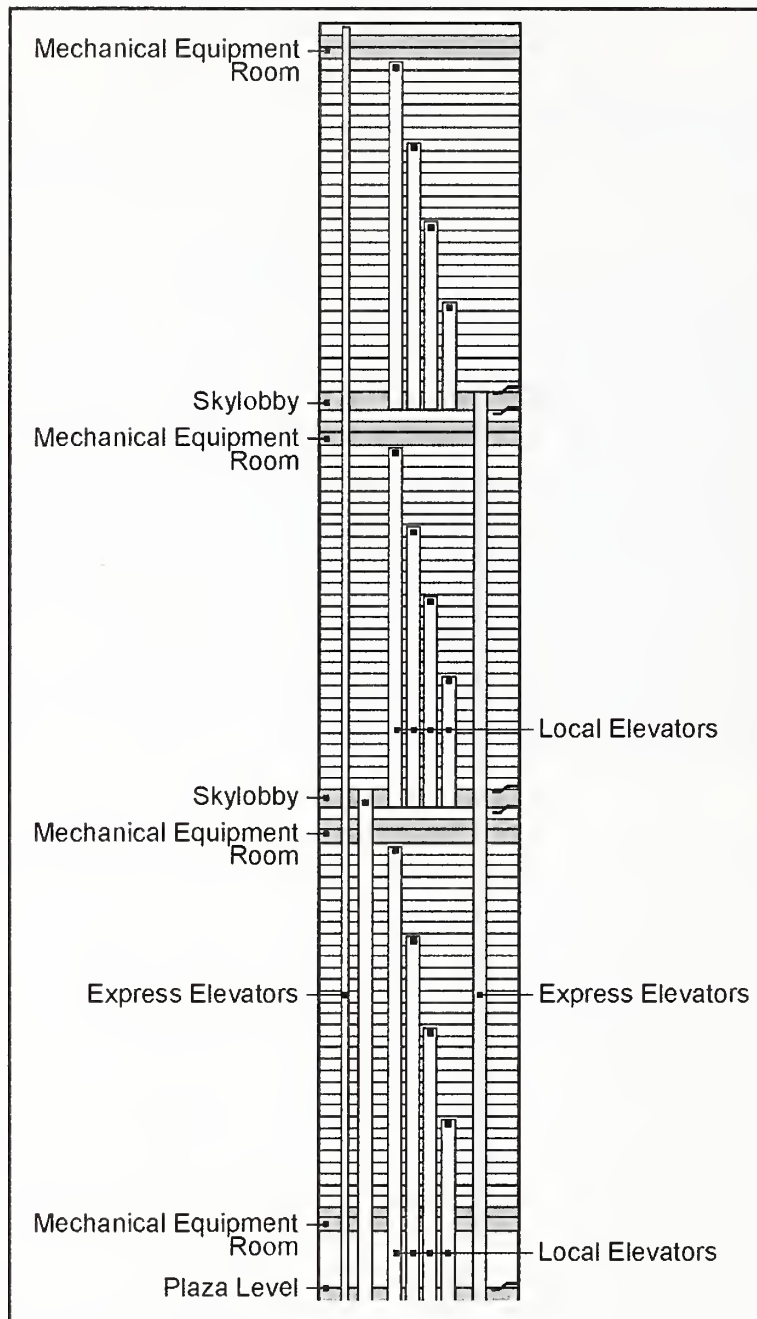 Mechanical Equipment
Room
Skylobby
Mechanical Equipment
Room
Local Elevators
Skylobby
Mechanical Equipment
Room
Express Elevators
Express Elevators
Mechanical Equipment
Room
Local Elevators
Plaza Level